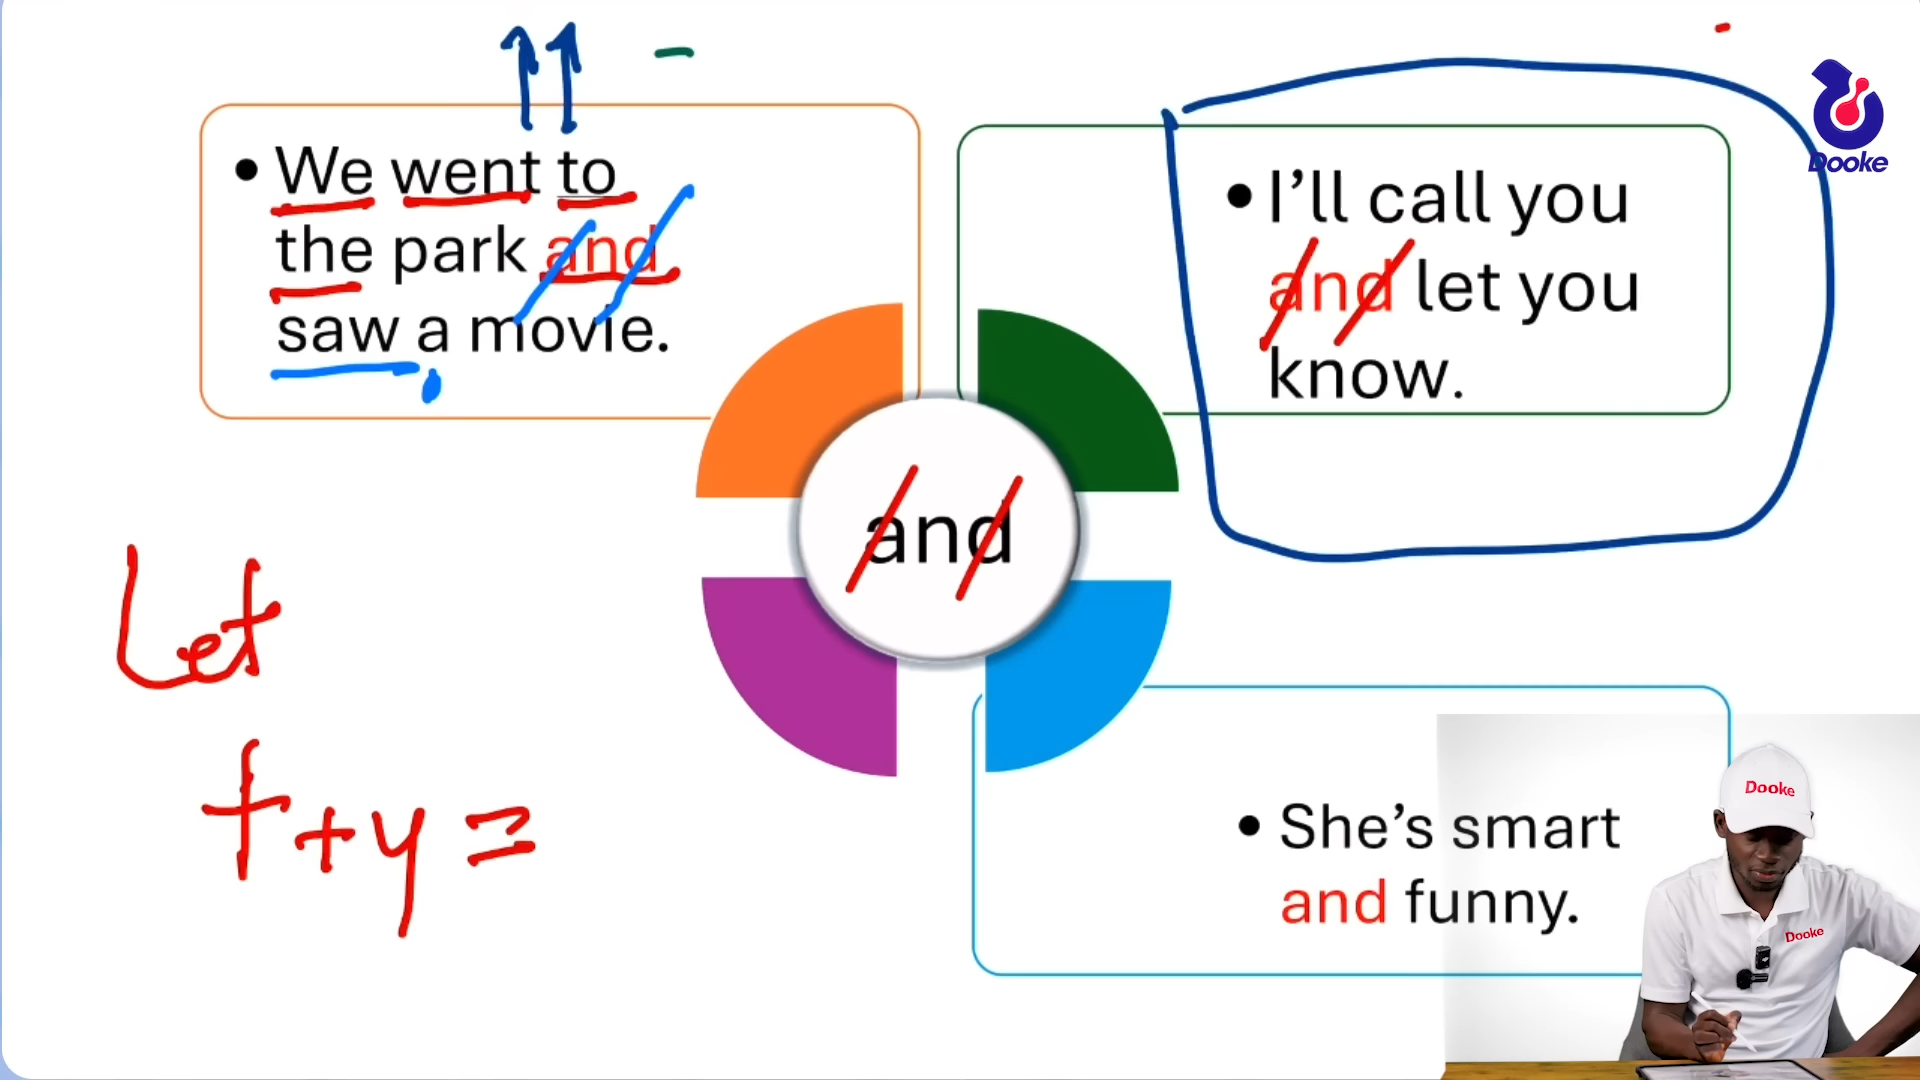 • We went to
the park and
saw a movie.
• I'll call you
and let you
know.
Dooke
and
Let
t+y=
• She's smart
and funny.
Dooke
Dooke